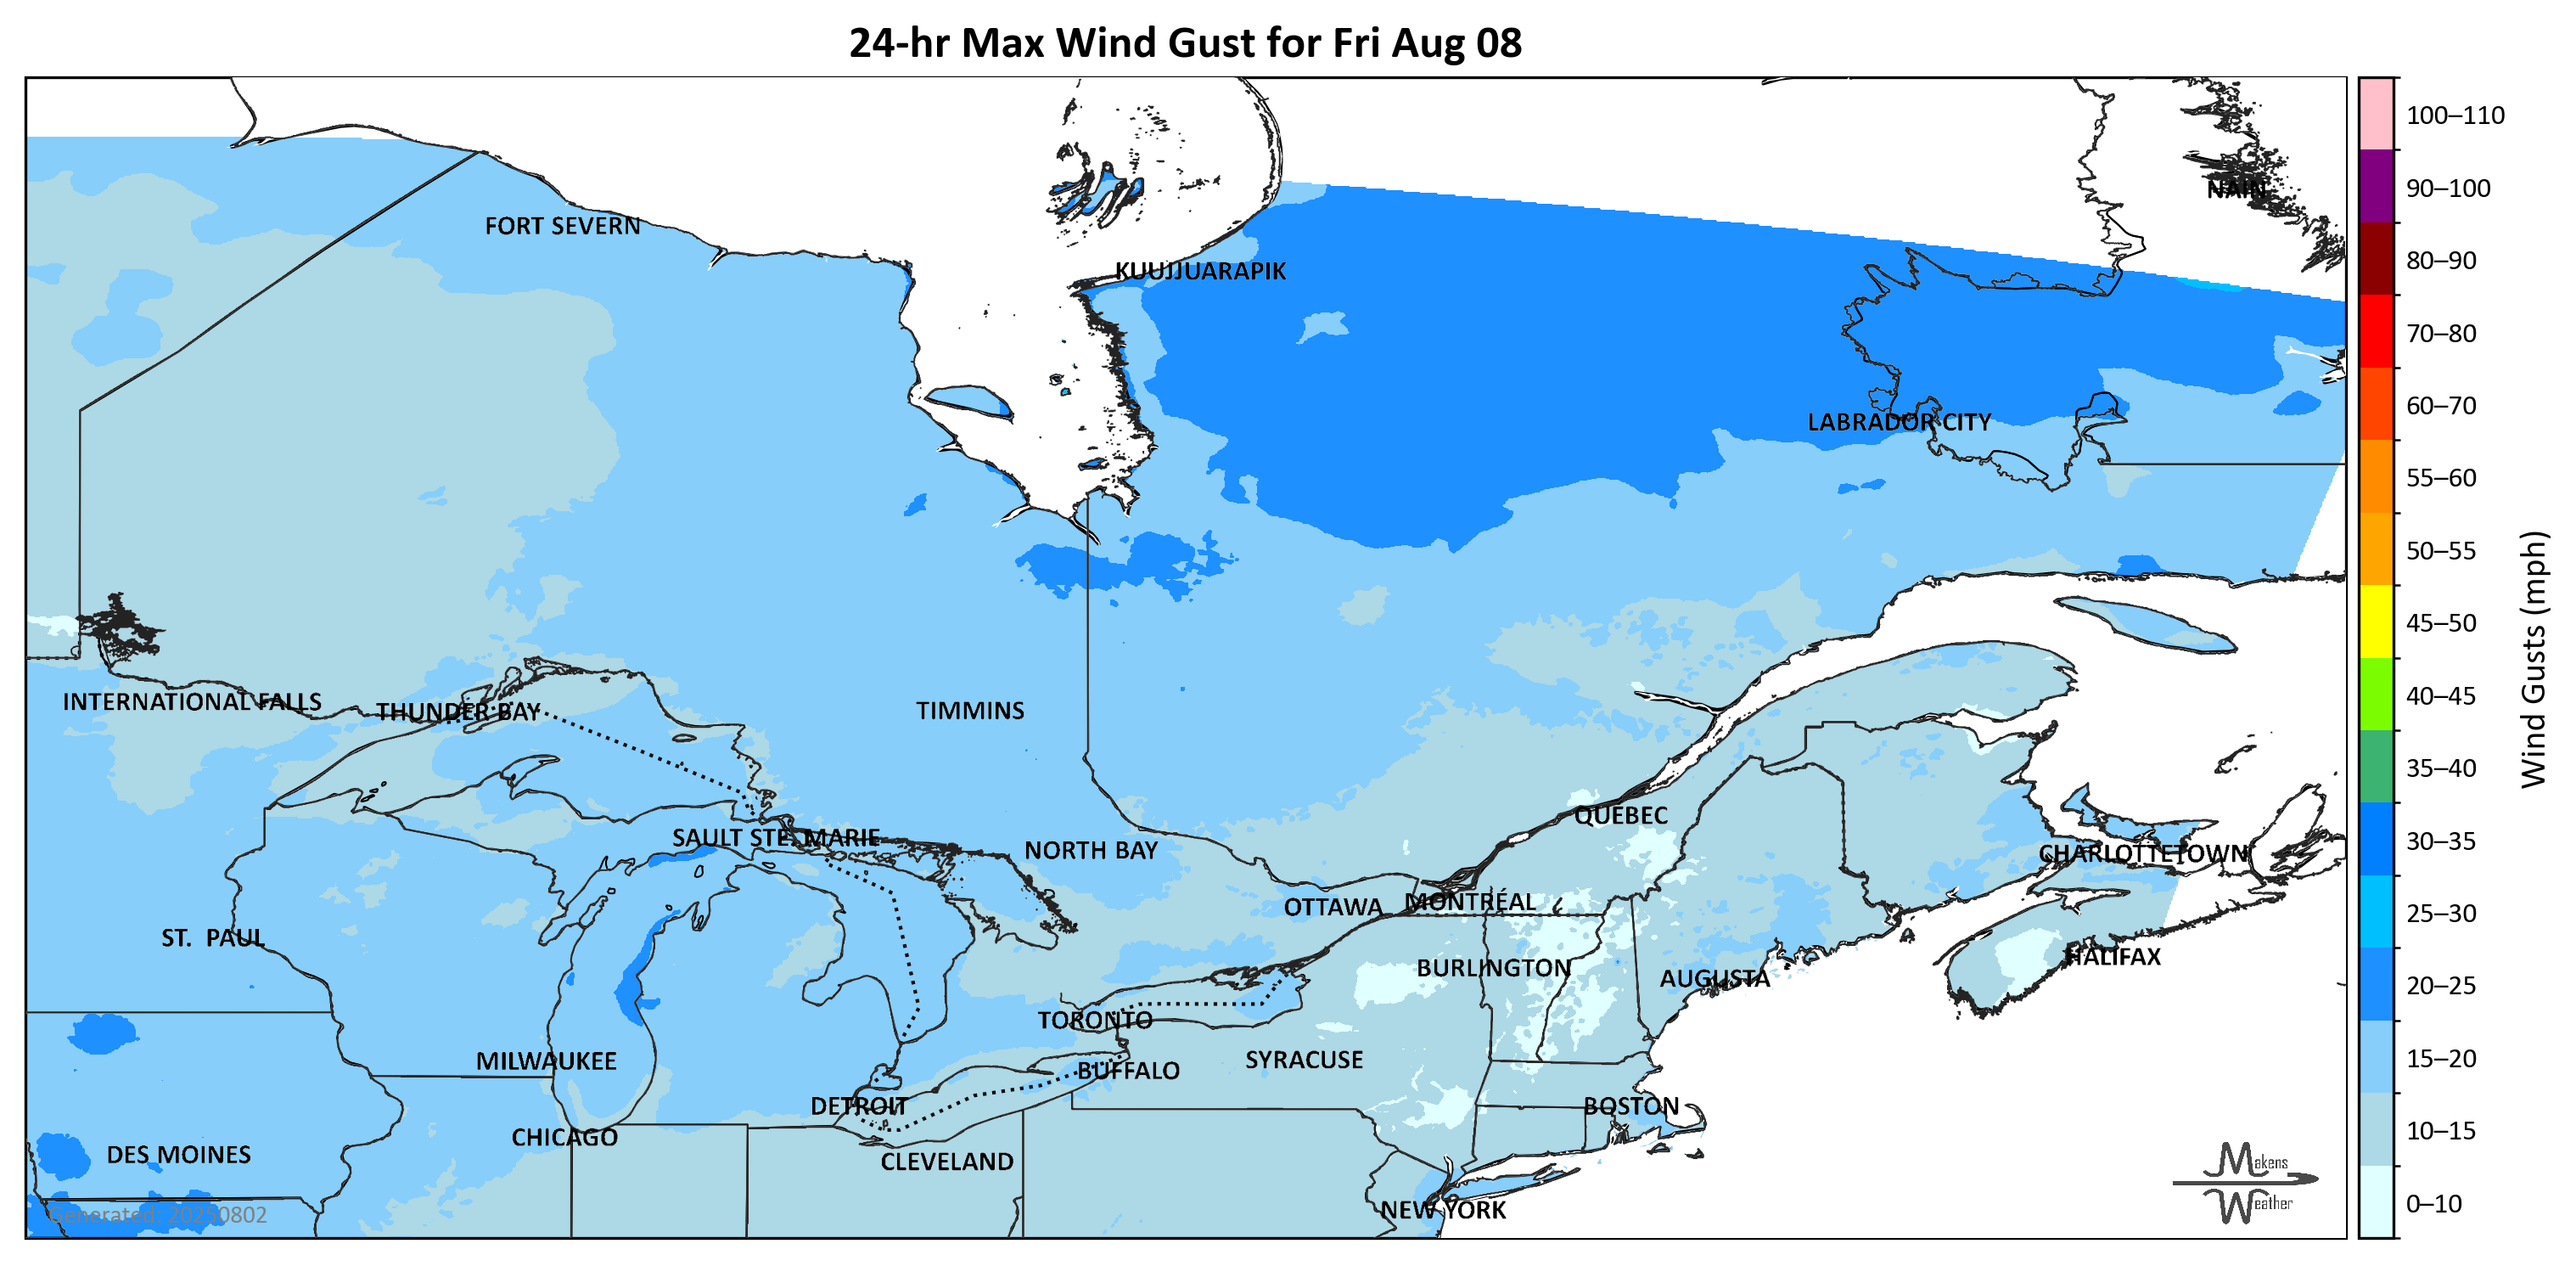 24-hr Max Wind Gust for Fri Aug 08
100–110
90–100
NAIN
FORT SEVERN
80–90
KUUJJUARAPIK
70–80
60–70
LABRADOR CITY
55–60
50–55
45–50
40–45
INTERNATIONAL FALLS
THUNDER BAY
TIMMINS
35–40
Wind Gusts (mph)
QUÉBEC
SAULT STE. MARIE
30–35
NORTH BAY
CHARLOTTETOWN
MONTRÉAL
OTTAWA
25–30
ST. PAUL
HALIFAX
BURLINGTON
AUGUSTA
20–25
TORONTO
MILWAUKEE
SYRACUSE
15–20
BUFFALO
DETROIT
BOSTON
10–15
CHICAGO
DES MOINES
CLEVELAND
Makens
Weather
NEW YORK
0–10
Generated: 20250802